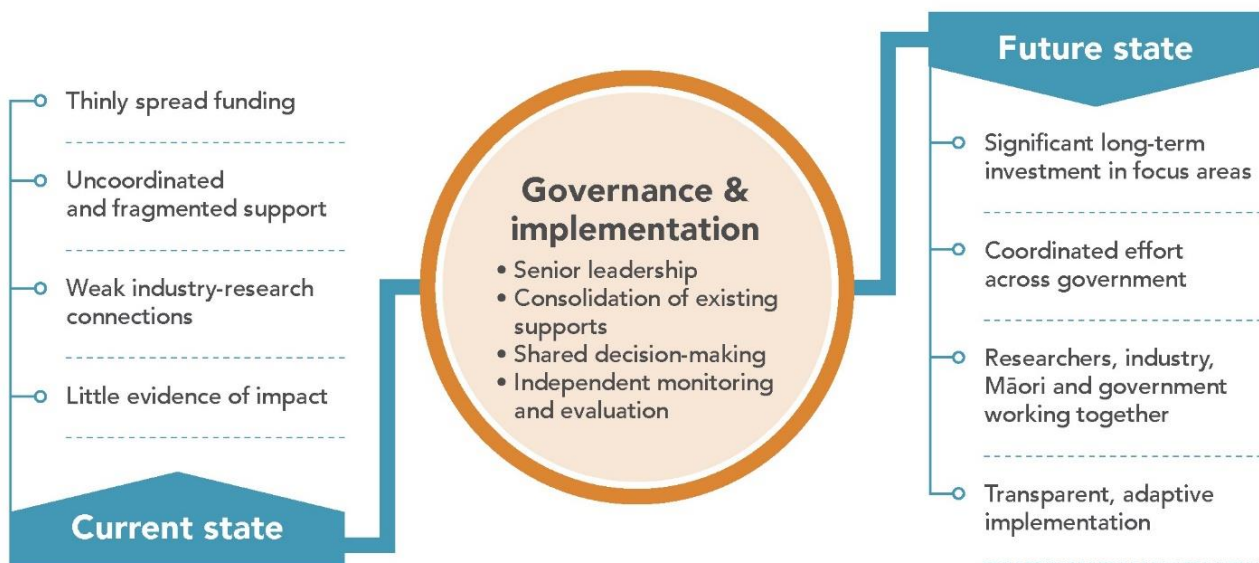 Thinly spread funding
Uncoordinated
and fragmented support
Weak industry-research
connections
Little evidence of impact
Current state
Governance &
implementation
• Senior leadership
• Consolidation of existing
supports
• Shared decision-making
• Independent monitoring
and evaluation
Future state
Significant long-term
investment in focus areas
Coordinated effort
across government
Researchers, industry,
Māori and government
working together
Transparent, adaptive
implementation